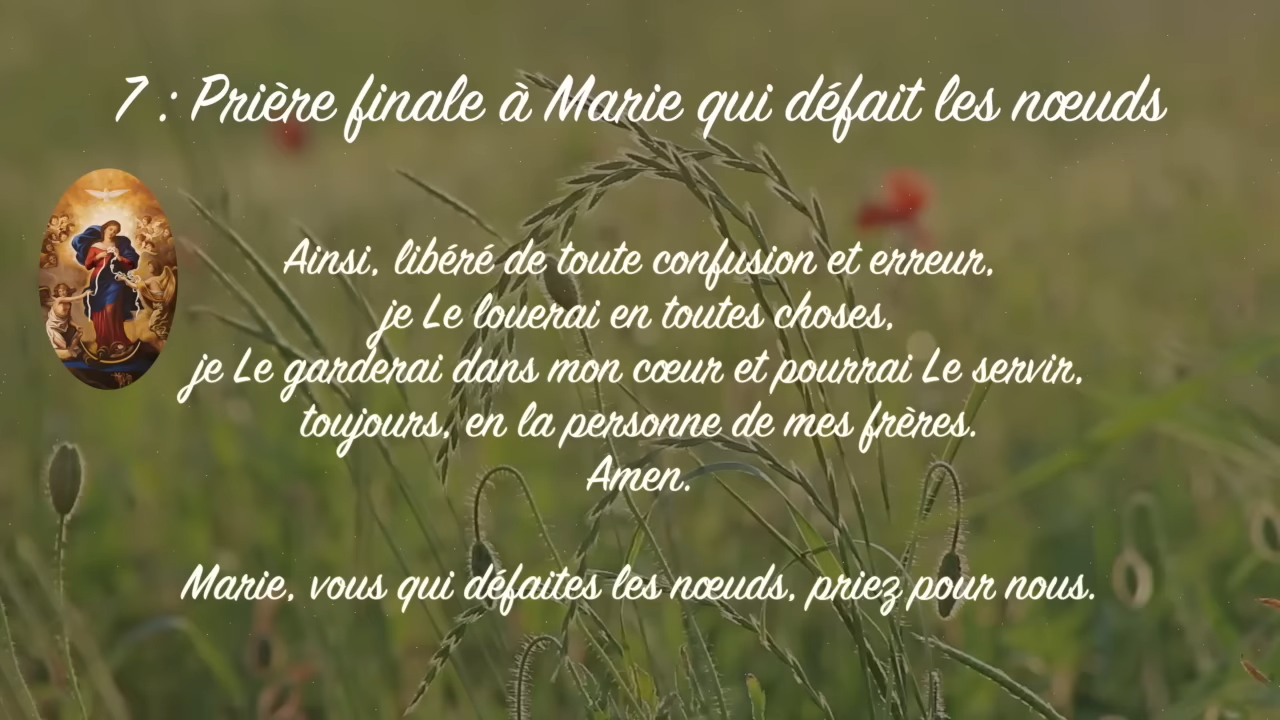 7 : Prière finale à Marie qui défait les nœuds
Ainsi, libéré de toute confusion et erreur,
je Le louerai en toutes choses,
je Le garderai dans mon cœur et pourrai Le servir,
toujours, en la personne de mes frères.
Amen.
Marie, vous qui défaites les nœuds, priez pour nous.